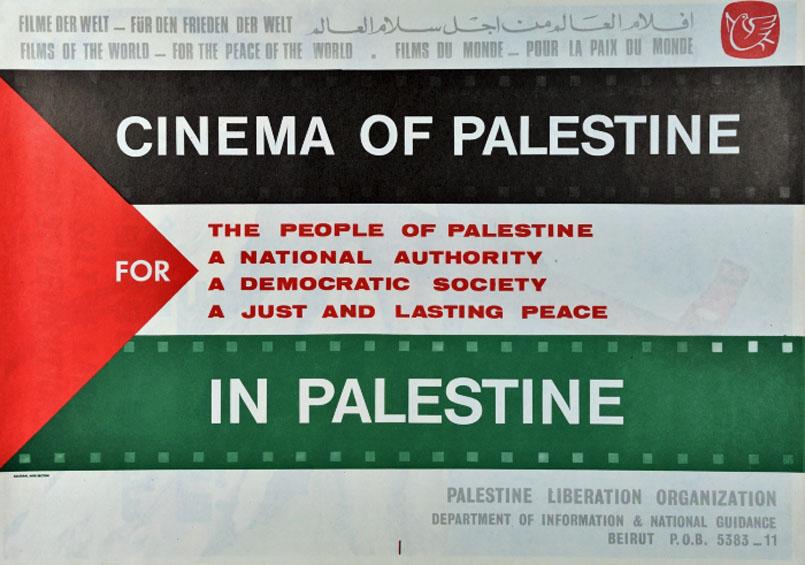 FILME DER WELT – FÜR DEN FRIEDEN DER WELT افلام العالم من اجل سلام العالم
FILMS OF THE WORLD – FOR THE PEACE OF THE WORLD . FILMS DU MONDE – POUR LA PAIX DU MONDE
CINEMA OF PALESTINE
FOR
THE PEOPLE OF PALESTINE
A NATIONAL AUTHORITY
A DEMOCRATIC SOCIETY
A JUST AND LASTING PEACE
IN PALESTINE
PALESTINE LIBERATION ORGANIZATION
DEPARTMENT OF INFORMATION & NATIONAL GUIDANCE
BEIRUT P.O.B. 5383 – 11